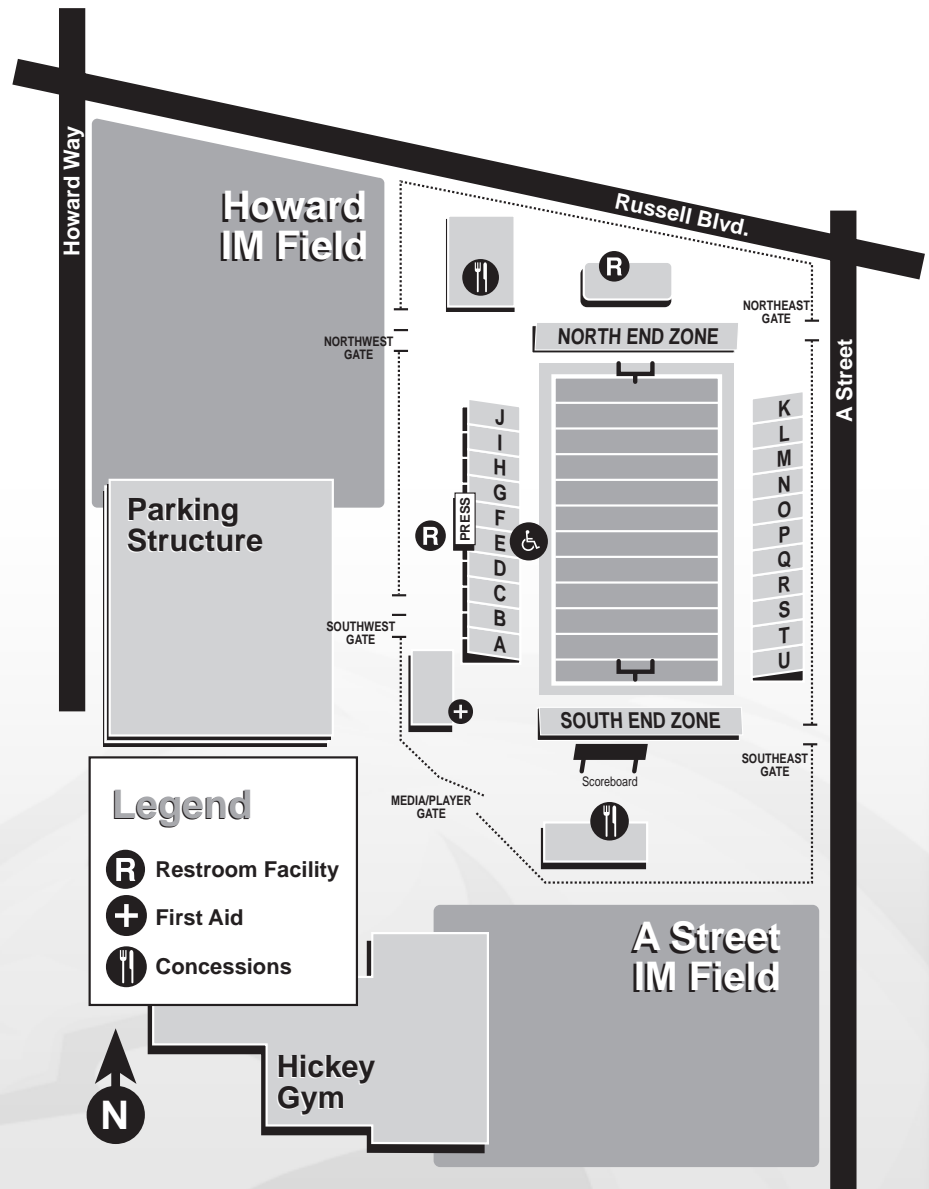 Howard Way
Russell Blvd.
A Street
Howard
IM Field
R
NORTHEAST
GATE
NORTHWEST
GATE
NORTH END ZONE
J
I
H
G
F
E
D
C
B
A
PRESS
R
K
L
M
N
O
P
Q
R
S
T
U
Parking
Structure
SOUTHWEST
GATE
SOUTH END ZONE
Scoreboard
SOUTHEAST
GATE
MEDIA/PLAYER
GATE
Legend
R Restroom Facility
First Aid
Concessions
A Street
IM Field
Hickey
Gym
N